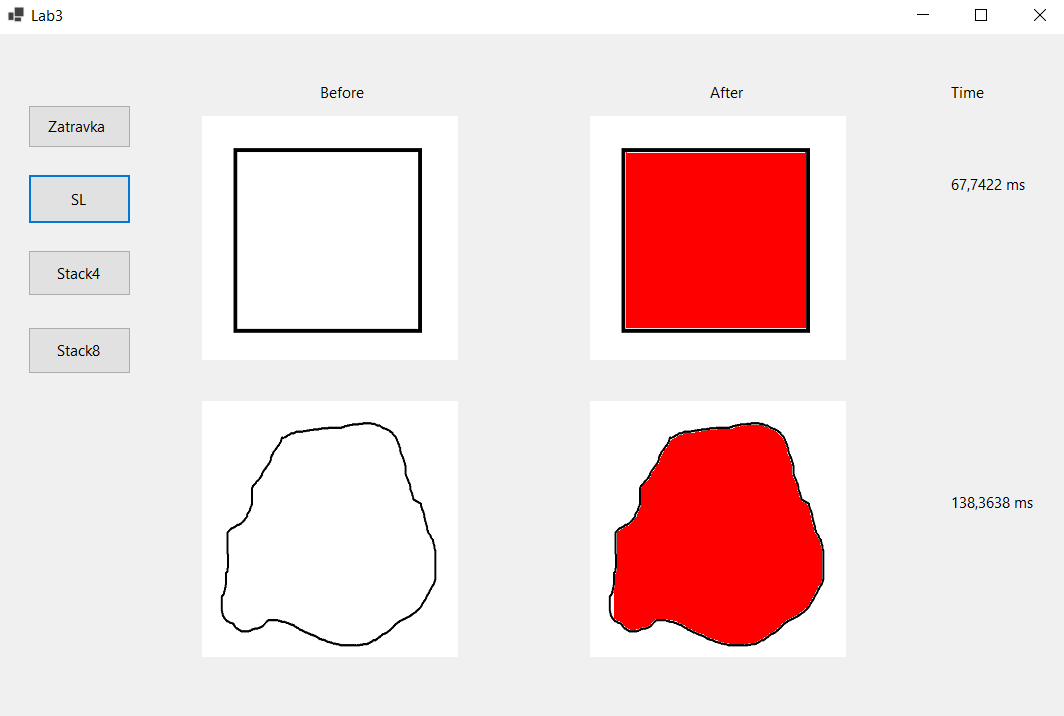 Lab3
Before
After
Time
Zatravka
SL
Stack4
Stack8
67,7422 ms
138,3638 ms